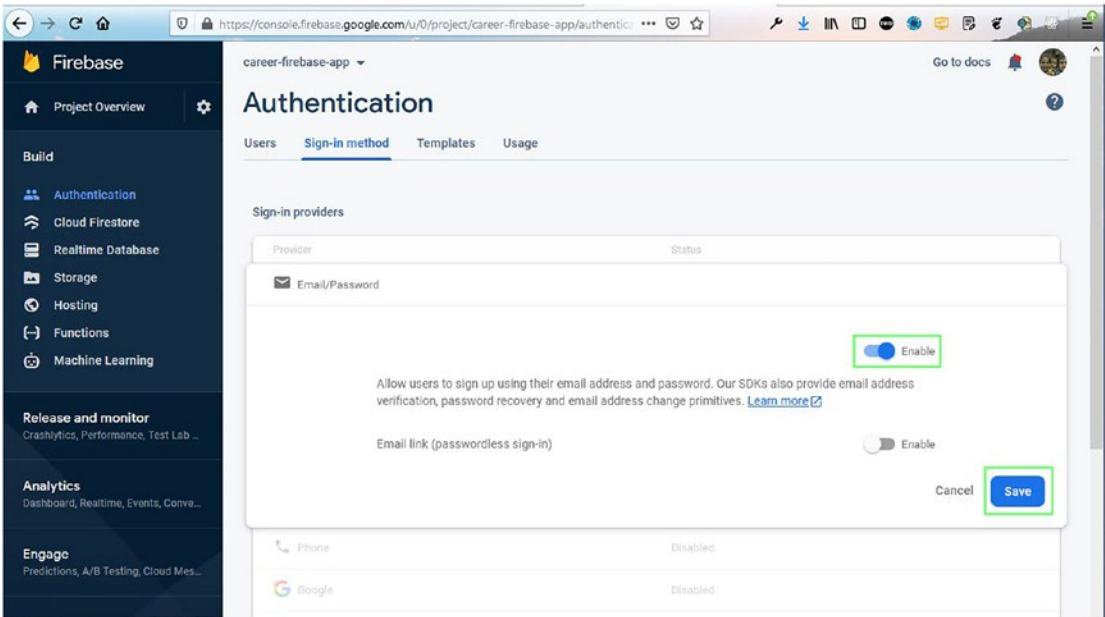 https://console.firebase.google.com/u/0/project/career-firebase-app/authentic
Firebase
Project Overview
Build
Authentication
Cloud Firestore
Realtime Database
Storage
Hosting
Functions
Machine Learning
Release and monitor
Crashlytics, Performance, Test Lab ...
Analytics
Dashboard, Realtime, Events, Conve...
Engage
Predictions, A/B Testing, Cloud Mes...
career-firebase-app
Go to docs
Authentication
Users Sign-in method Templates Usage
Sign-in providers
Provider Status
Email/Password
Enable
Allow users to sign up using their email address and password. Our SDKs also provide email address
verification, password recovery and email address change primitives. Learn more
Email link (passwordless sign-in) Enable
Cancel Save
Phone Disabled
Google Disabled